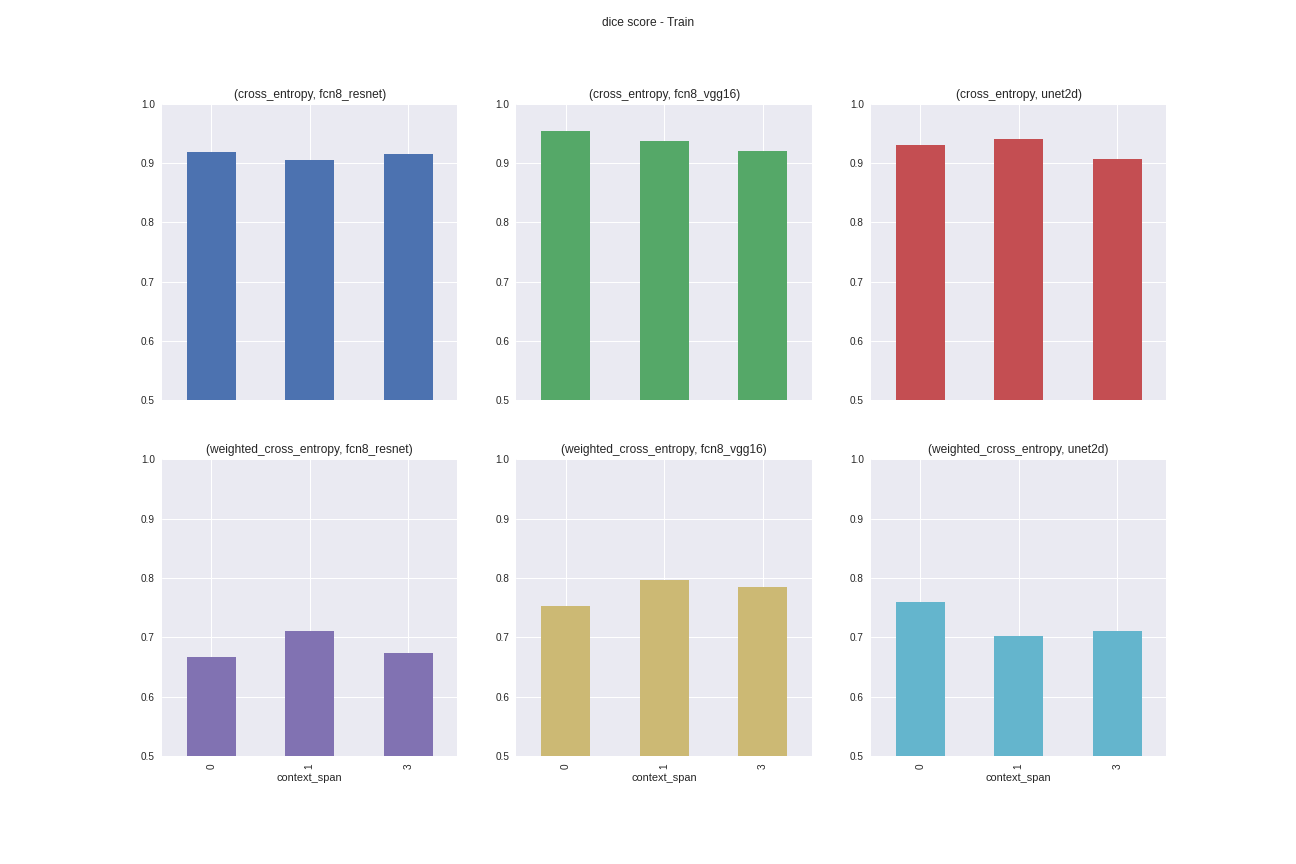 dice score - Train
(cross_entropy, fcn8_resnet)
1.0
0.9
0.8
0.7
0.6
0.5
(cross_entropy, fcn8_vgg16)
1.0
0.9
0.8
0.7
0.6
0.5
(cross_entropy, unet2d)
1.0
0.9
0.8
0.7
0.6
0.5
(weighted_cross_entropy, fcn8_resnet)
1.0
0.9
0.8
0.7
0.6
0.5
0 1 3
context_span
(weighted_cross_entropy, fcn8_vgg16)
1.0
0.9
0.8
0.7
0.6
0.5
0 1 3
context_span
(weighted_cross_entropy, unet2d)
1.0
0.9
0.8
0.7
0.6
0.5
0 1 3
context_span